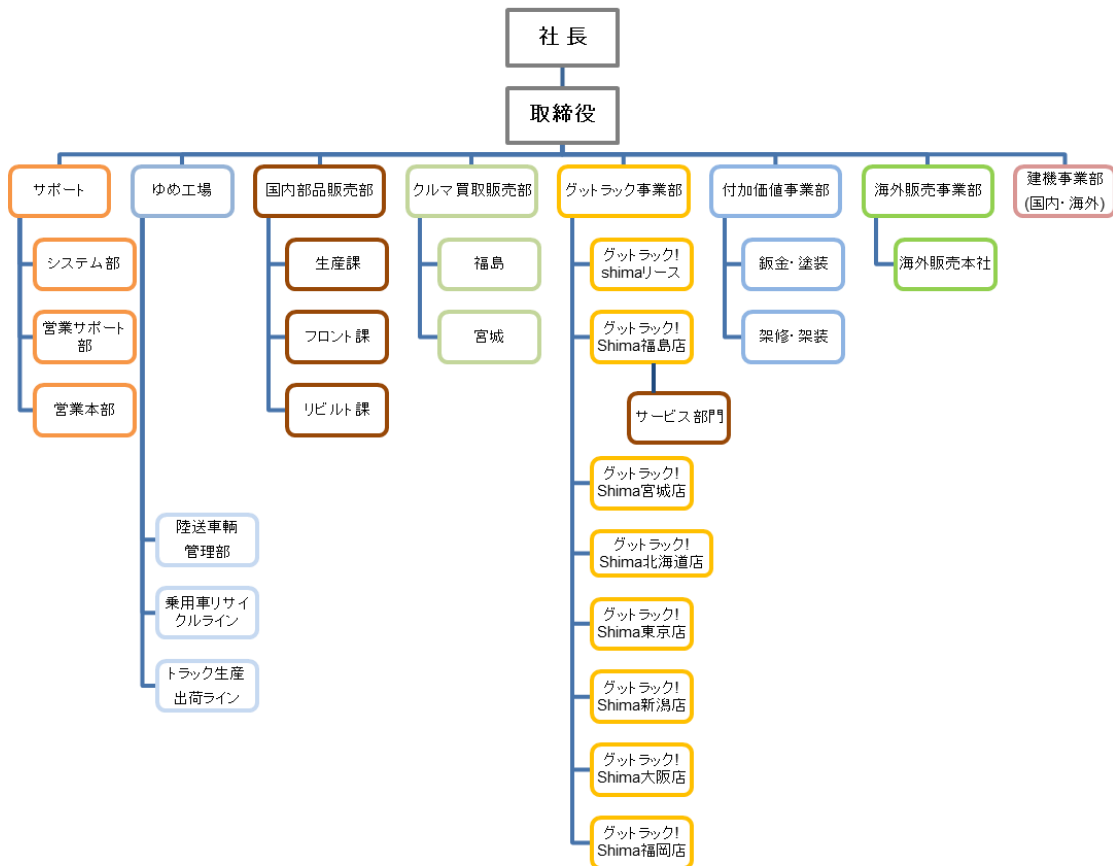 社 長
取締役
サポート
システム部
営業サポート
部
営業本部
ゆめ工場
陸送車輌
管理部
乗用車リサイ
クルライン
トラック生産
出荷ライン
国内部品販売部
生産課
フロント課
リビルト課
クルマ買取販売部
福島
宮城
グットラック事業部
グットラック!
shimaリース
グットラック!
Shima福島店
サービス部門
グットラック!
Shima宮城店
グットラック!
Shima北海道店
グットラック!
Shima東京店
グットラック!
Shima新潟店
グットラック!
Shima大阪店
グットラック!
Shima福岡店
付加価値事業部
鈑金・塗装
架修・架装
海外販売事業部
海外販売本社
建機事業部
(国内・海外)